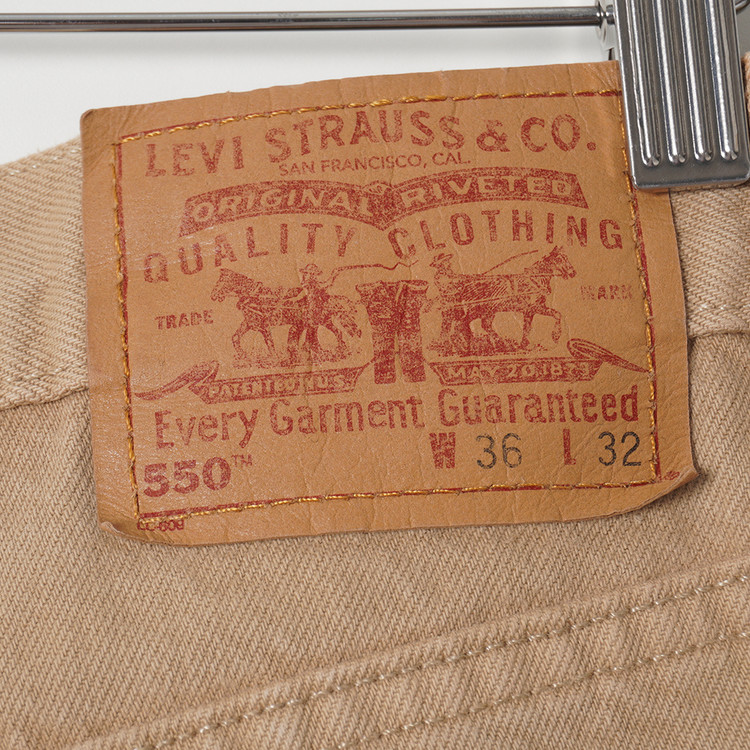 LEVI STRAUSS & CO.
SAN FRANCISCO, CAL.
ORIGINAL RIVETED
QUALITY CLOTHING
TRADE MARK
PATENTED IN U.S. MAY 20 1873
Every Garment Guaranteed
550™ W 36 L 32